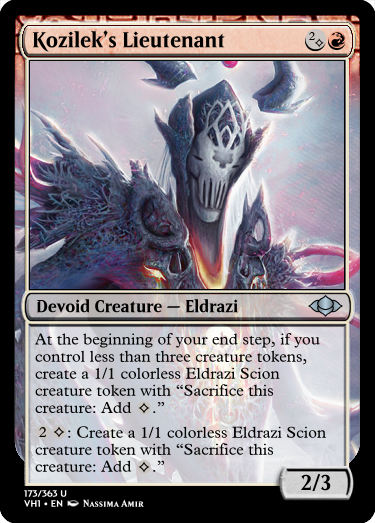 Kozilek's Lieutenant 2
Devoid Creature — Eldrazi
At the beginning of your end step, if you
control less than three creature tokens,
create a 1/1 colorless Eldrazi Scion
creature token with “Sacrifice this
creature: Add .”
2 : Create a 1/1 colorless Eldrazi Scion
creature token with “Sacrifice this
creature: Add .”
2/3
173/363 U
VH1 • EN Nassima Amir